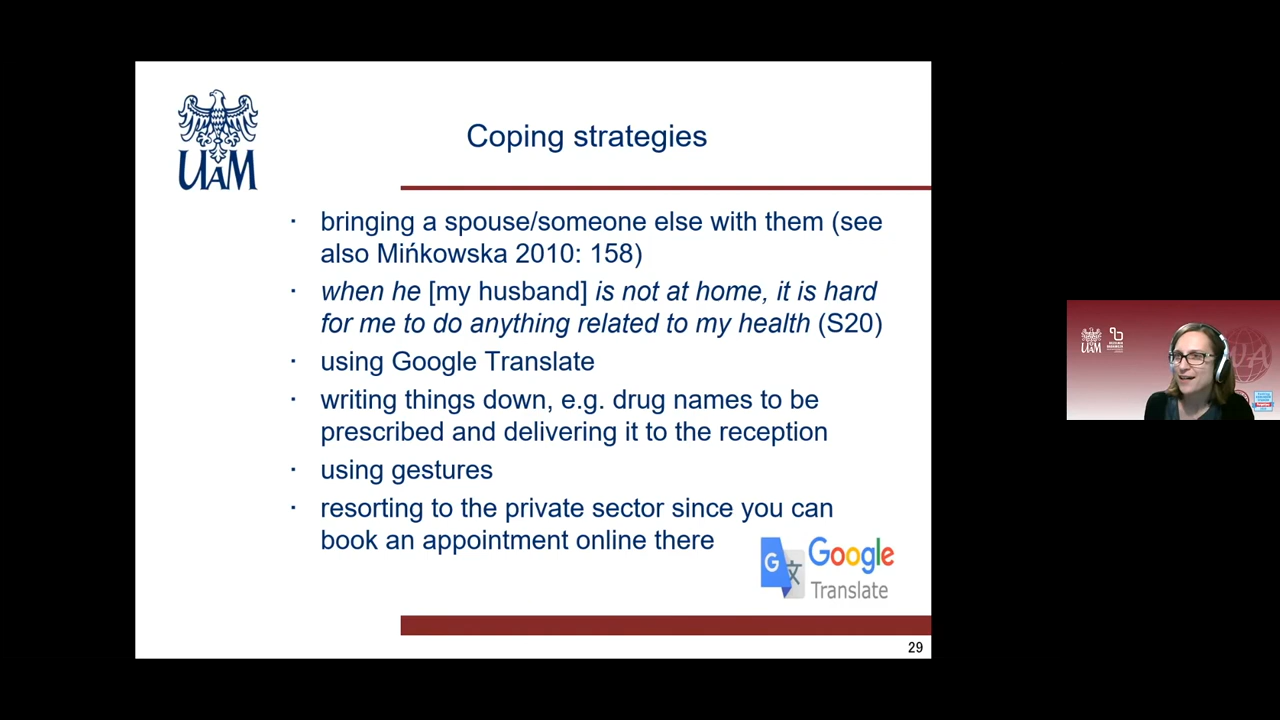 UAM
Coping strategies
· bringing a spouse/someone else with them (see
also Mińkowska 2010: 158)
· when he [my husband] is not at home, it is hard
for me to do anything related to my health (S20)
· using Google Translate
· writing things down, e.g. drug names to be
prescribed and delivering it to the reception
· using gestures
· resorting to the private sector since you can
book an appointment online there
G 文 Google
Translate
29
UAM
WA